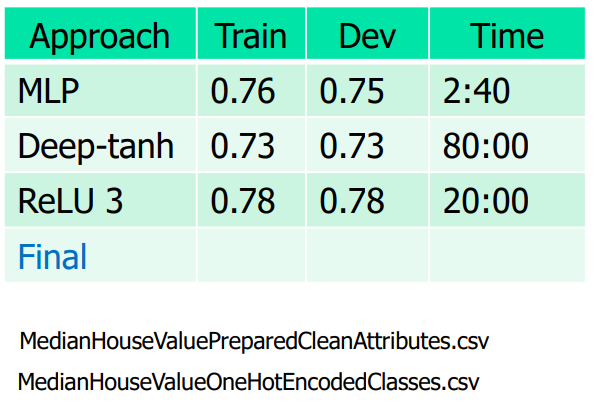 Approach Train Dev Time
MLP 0.76 0.75 2:40
Deep-tanh 0.73 0.73 80:00
ReLU 3 0.78 0.78 20:00
Final
MedianHouseValuePreparedCleanAttributes.csv
MedianHouseValueOneHotEncodedClasses.csv